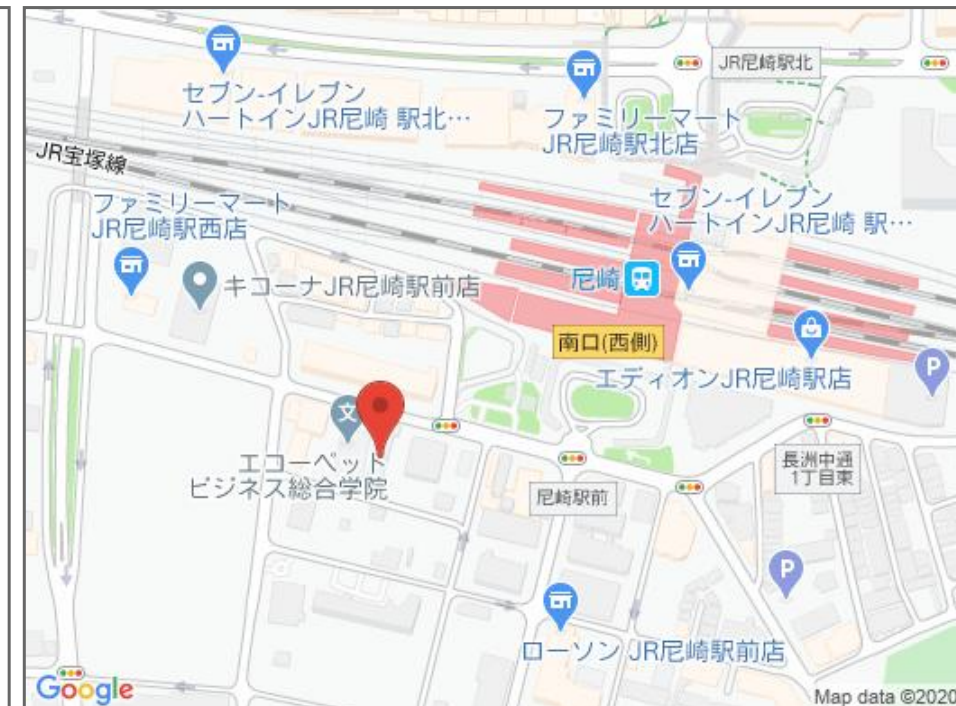 JR尼崎駅北
セブン-イレブン
ハートインJR尼崎 駅北…
ファミリーマート
JR尼崎駅北店
JR宝塚線
ファミリーマート
JR尼崎駅西店
セブン-イレブン
ハートインJR尼崎 駅…
キコーナJR尼崎駅前店
尼崎
南口(西側)
エディオンJR尼崎駅店
P
文
エコーペット
ビジネス総合学院
長洲中通
1丁目東
尼崎駅前
P
ローソン JR尼崎駅前店
Google
Map data ©2020